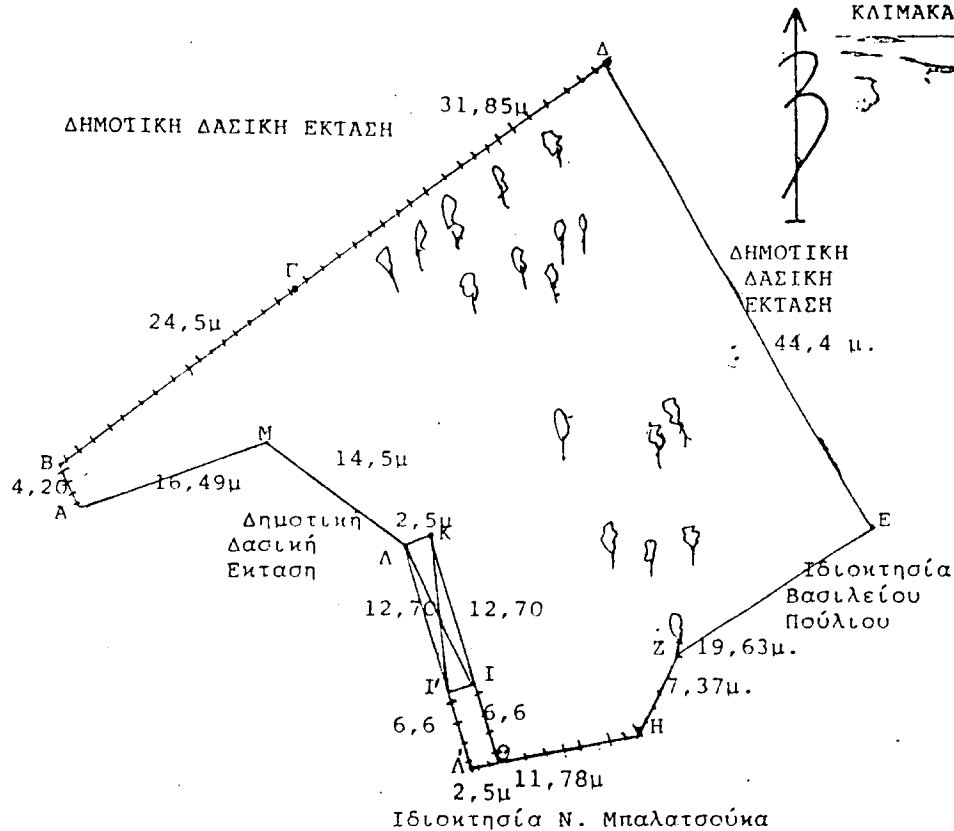 ΚΛΙΜΑΚΑ
Δ
31,85μ
ΔΗΜΟΤΙΚΗ ΔΑΣΙΚΗ ΕΚΤΑΣΗ
ΔΗΜΟΤΙΚΗ
ΔΑΣΙΚΗ
ΕΚΤΑΣΗ
44,4 μ.
Γ
24,5μ
Μ
Β
14,5μ
4,20
16,49μ
Α
2,5μ
Κ
Ε
Δημοτική
Δασική
Εκταση
Λ
Ιδιοκτησία
Βασιλείου
Πούλιου
12,70
12,70
Ζ
19,63μ.
7,37μ.
Ι'
Ι
6,6
6,6
Η
Θ
Λ'
2,5μ
11,78μ
Ιδιοκτησία Ν. Μπαλατσούκα